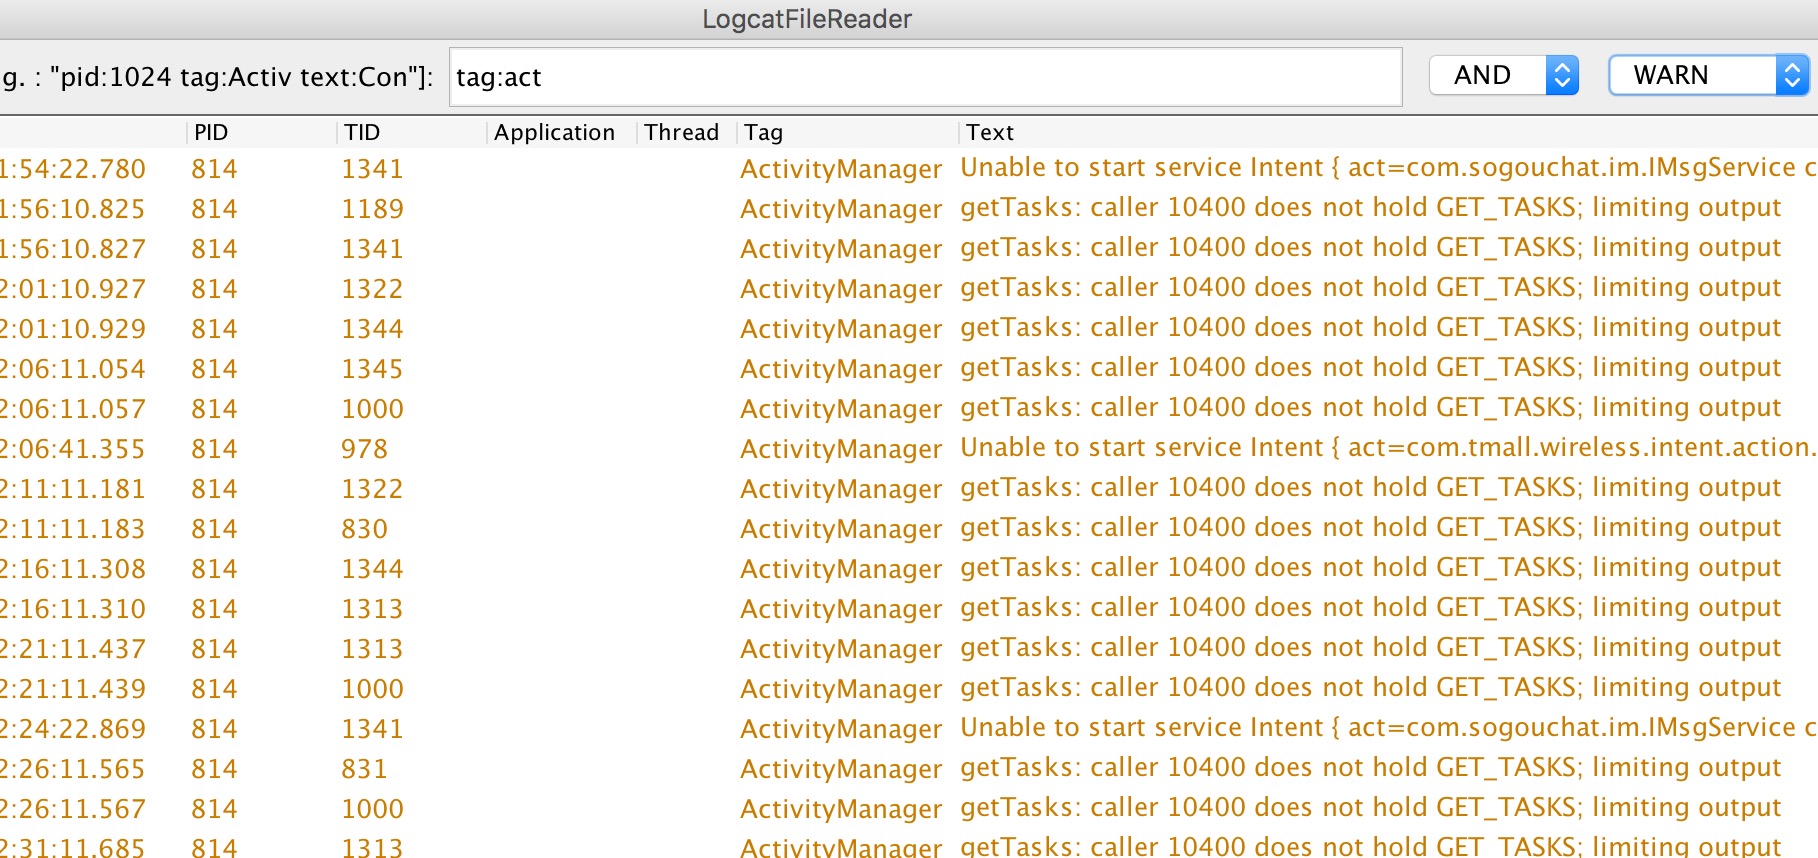 LogcatFileReader
g. : "pid:1024 tag:Activ text:Con"]: tag:act AND WARN
PID TID Application Thread Tag Text
1:54:22.780 814 1341 ActivityManager Unable to start service Intent { act=com.sogouchat.im.IMsgService c
1:56:10.825 814 1189 ActivityManager getTasks: caller 10400 does not hold GET_TASKS; limiting output
1:56:10.827 814 1341 ActivityManager getTasks: caller 10400 does not hold GET_TASKS; limiting output
2:01:10.927 814 1322 ActivityManager getTasks: caller 10400 does not hold GET_TASKS; limiting output
2:01:10.929 814 1344 ActivityManager getTasks: caller 10400 does not hold GET_TASKS; limiting output
2:06:11.054 814 1345 ActivityManager getTasks: caller 10400 does not hold GET_TASKS; limiting output
2:06:11.057 814 1000 ActivityManager getTasks: caller 10400 does not hold GET_TASKS; limiting output
2:06:41.355 814 978 ActivityManager Unable to start service Intent { act=com.tmall.wireless.intent.action.
2:11:11.181 814 1322 ActivityManager getTasks: caller 10400 does not hold GET_TASKS; limiting output
2:11:11.183 814 830 ActivityManager getTasks: caller 10400 does not hold GET_TASKS; limiting output
2:16:11.308 814 1344 ActivityManager getTasks: caller 10400 does not hold GET_TASKS; limiting output
2:16:11.310 814 1313 ActivityManager getTasks: caller 10400 does not hold GET_TASKS; limiting output
2:21:11.437 814 1313 ActivityManager getTasks: caller 10400 does not hold GET_TASKS; limiting output
2:21:11.439 814 1000 ActivityManager getTasks: caller 10400 does not hold GET_TASKS; limiting output
2:24:22.869 814 1341 ActivityManager Unable to start service Intent { act=com.sogouchat.im.IMsgService c
2:26:11.565 814 831 ActivityManager getTasks: caller 10400 does not hold GET_TASKS; limiting output
2:26:11.567 814 1000 ActivityManager getTasks: caller 10400 does not hold GET_TASKS; limiting output
2:31:11.685 814 1313 ActivityManager getTasks: caller 10400 does not hold GET_TASKS; limiting output